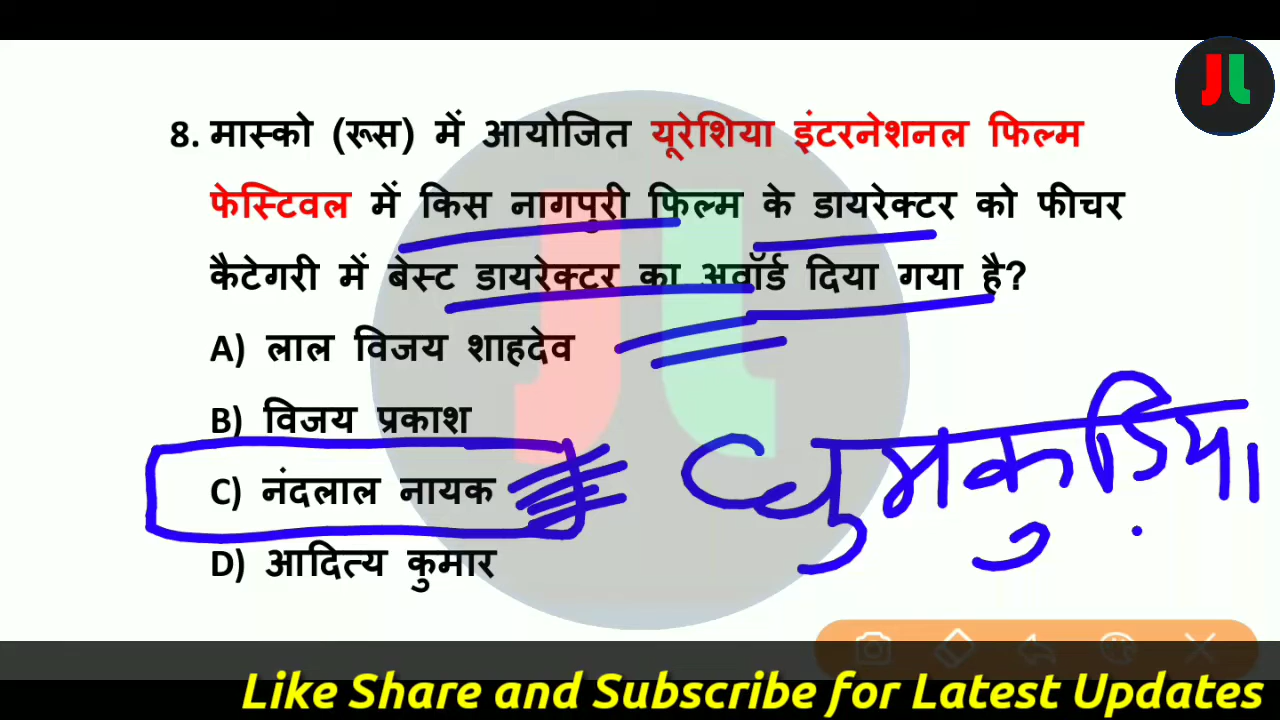 8. मास्को (रूस) में आयोजित यूरेशिया इंटरनेशनल फिल्म
फेस्टिवल में किस नागपुरी फिल्म के डायरेक्टर को फीचर
कैटेगरी में बेस्ट डायरेक्टर का अवॉर्ड दिया गया है?
A) लाल विजय शाहदेव
B) विजय प्रकाश
C) नंदलाल नायक
धुमकुड़िया
D) आदित्य कुमार
Like Share and Subscribe for Latest Updates